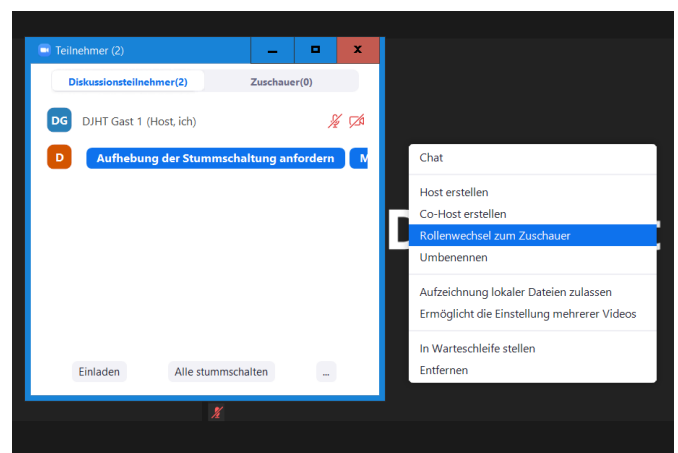 Teilnehmer (2)
Diskussionsteilnehmer(2) Zuschauer(0)
DG DJHT Gast 1 (Host, ich)
D Aufhebung der Stummschaltung anfordern M
Chat
Host erstellen
Co-Host erstellen
Rollenwechsel zum Zuschauer
Umbenennen
Aufzeichnung lokaler Dateien zulassen
Ermöglicht die Einstellung mehrerer Videos
In Warteschleife stellen
Entfernen
Einladen Alle stummschalten ...